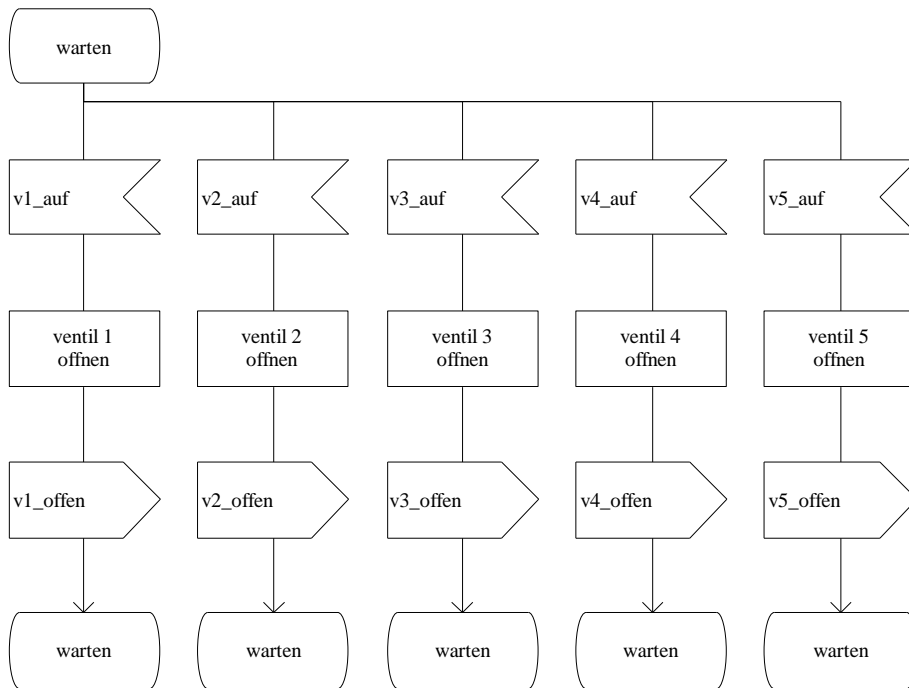 warten
v1_auf
v2_auf
v3_auf
v4_auf
v5_auf
ventil 1
offnen
ventil 2
offnen
ventil 3
offnen
ventil 4
offnen
ventil 5
offnen
v1_offen
v2_offen
v3_offen
v4_offen
v5_offen
warten
warten
warten
warten
warten